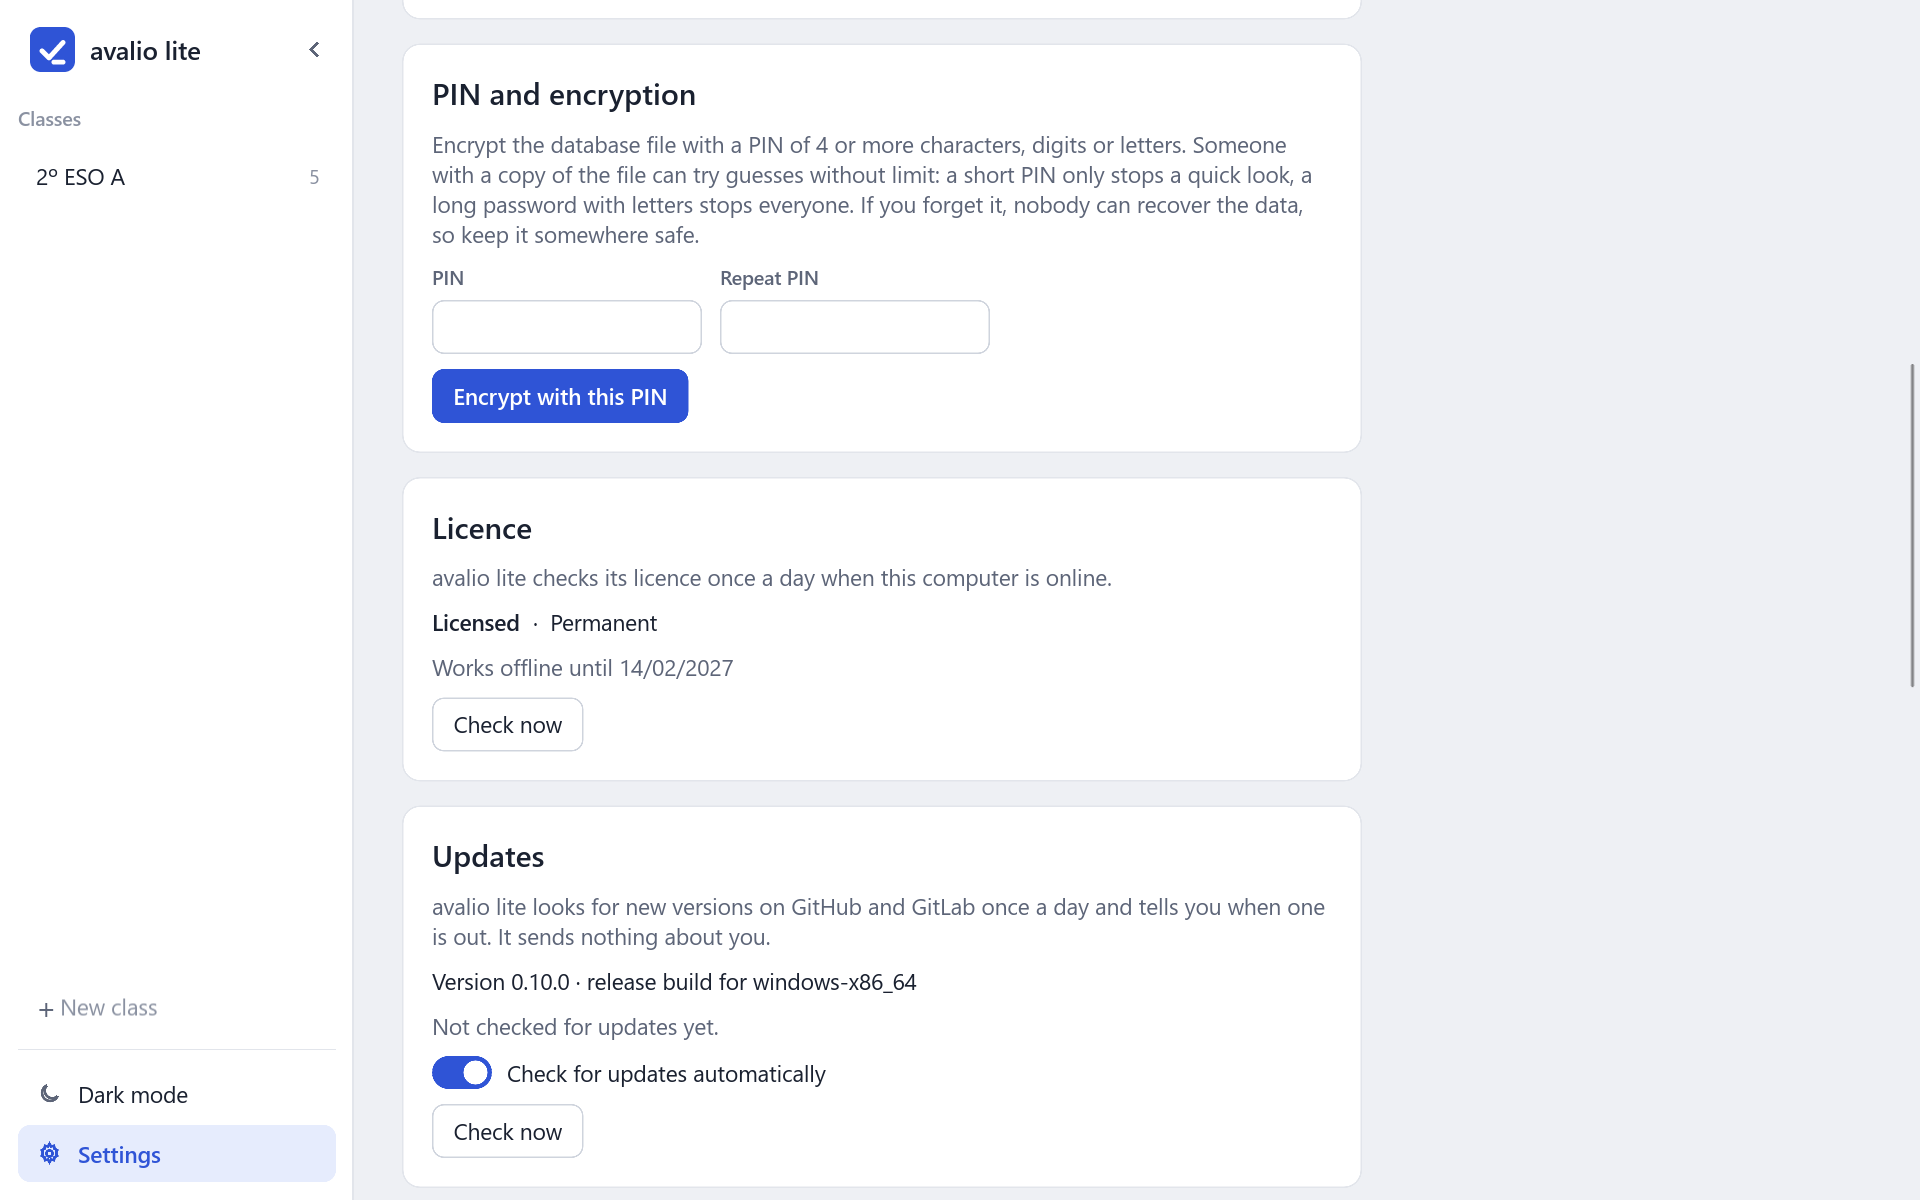 avalio lite
Classes
2º ESO A 5
+ New class
Dark mode
Settings
PIN and encryption
Encrypt the database file with a PIN of 4 or more characters, digits or letters. Someone
with a copy of the file can try guesses without limit: a short PIN only stops a quick look, a
long password with letters stops everyone. If you forget it, nobody can recover the data,
so keep it somewhere safe.
PIN Repeat PIN
Encrypt with this PIN
Licence
avalio lite checks its licence once a day when this computer is online.
Licensed · Permanent
Works offline until 14/02/2027
Check now
Updates
avalio lite looks for new versions on GitHub and GitLab once a day and tells you when one
is out. It sends nothing about you.
Version 0.10.0 · release build for windows-x86_64
Not checked for updates yet.
Check for updates automatically
Check now